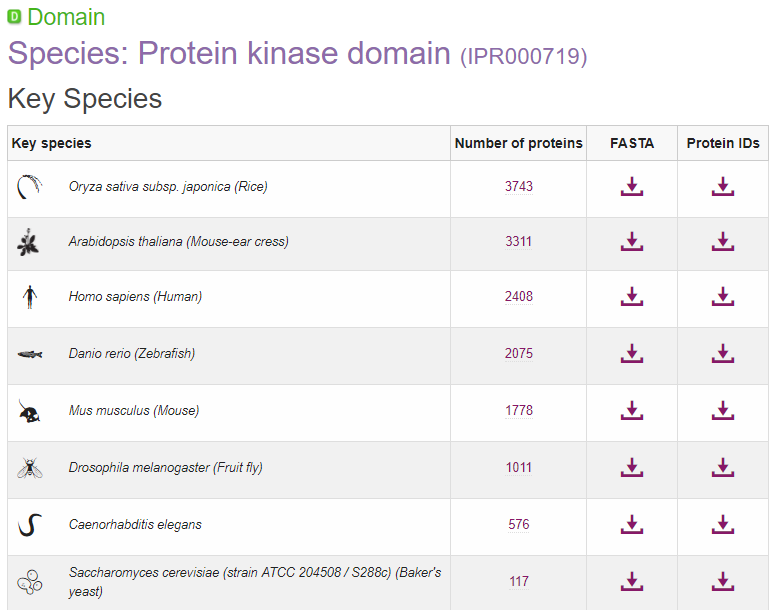 D Domain
Species: Protein kinase domain (IPR000719)
Key Species
Key species Number of proteins FASTA Protein IDs
Oryza sativa subsp. japonica (Rice) 3743
Arabidopsis thaliana (Mouse-ear cress) 3311
Homo sapiens (Human) 2408
Danio rerio (Zebrafish) 2075
Mus musculus (Mouse) 1778
Drosophila melanogaster (Fruit fly) 1011
Caenorhabditis elegans 576
Saccharomyces cerevisiae (strain ATCC 204508 / S288c) (Baker's
yeast) 117